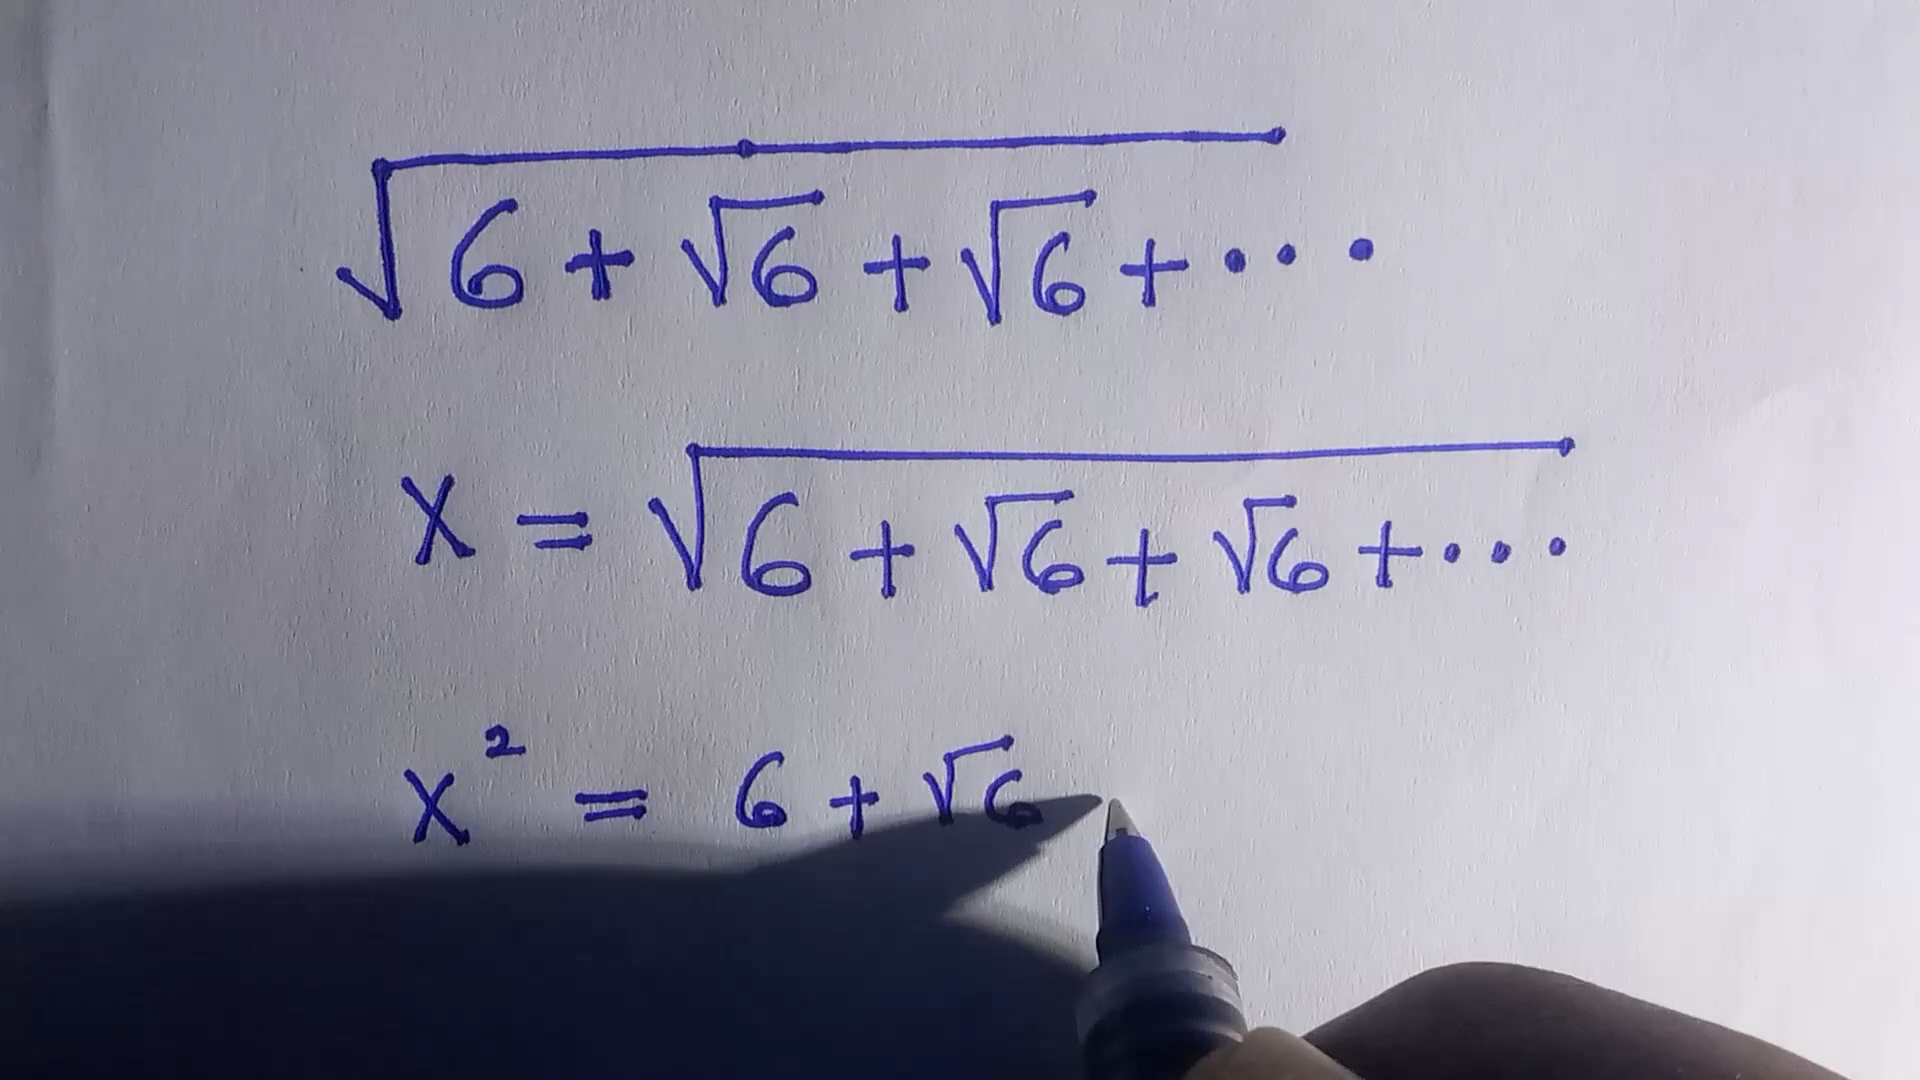 √6 + √6 + √6 + ...
x = √6 + √6 + √6 + ...
x² = 6 + √6